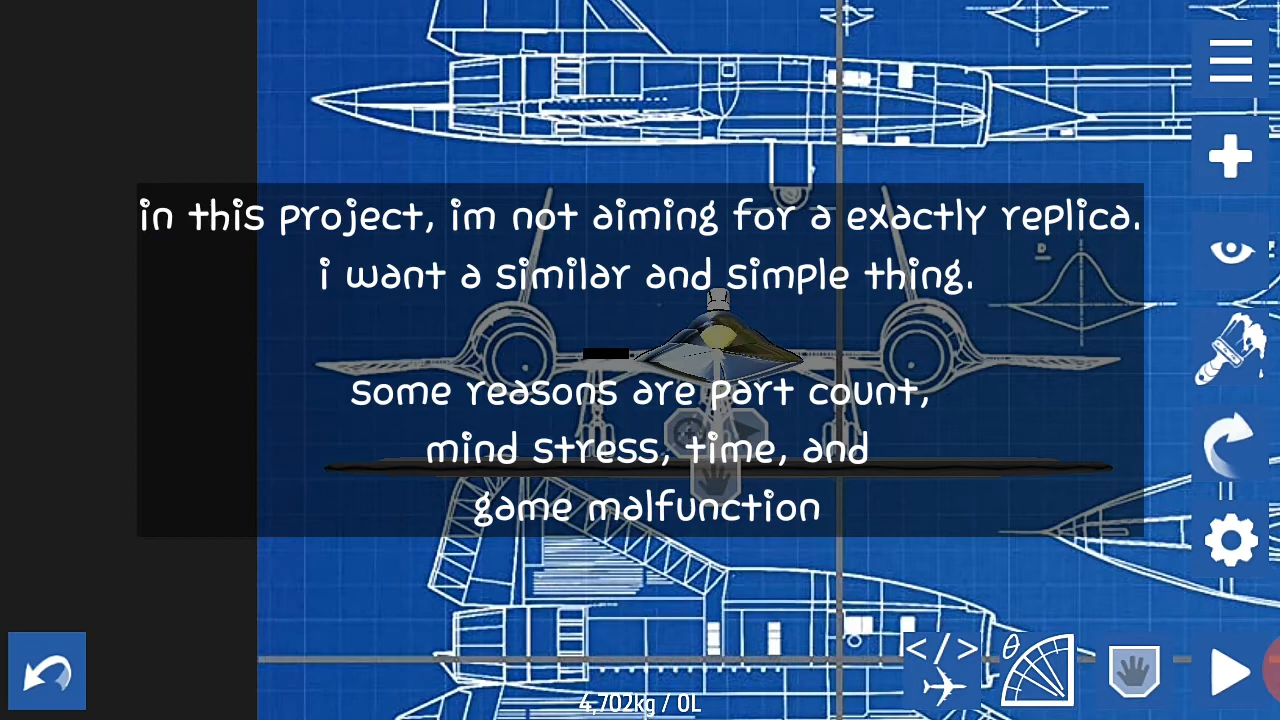 in this project, im not aiming for a exactly replica.
i want a similar and simple thing.
some reasons are part count,
mind stress, time, and
game malfunction
D
</> θ
4,702kg / 0L